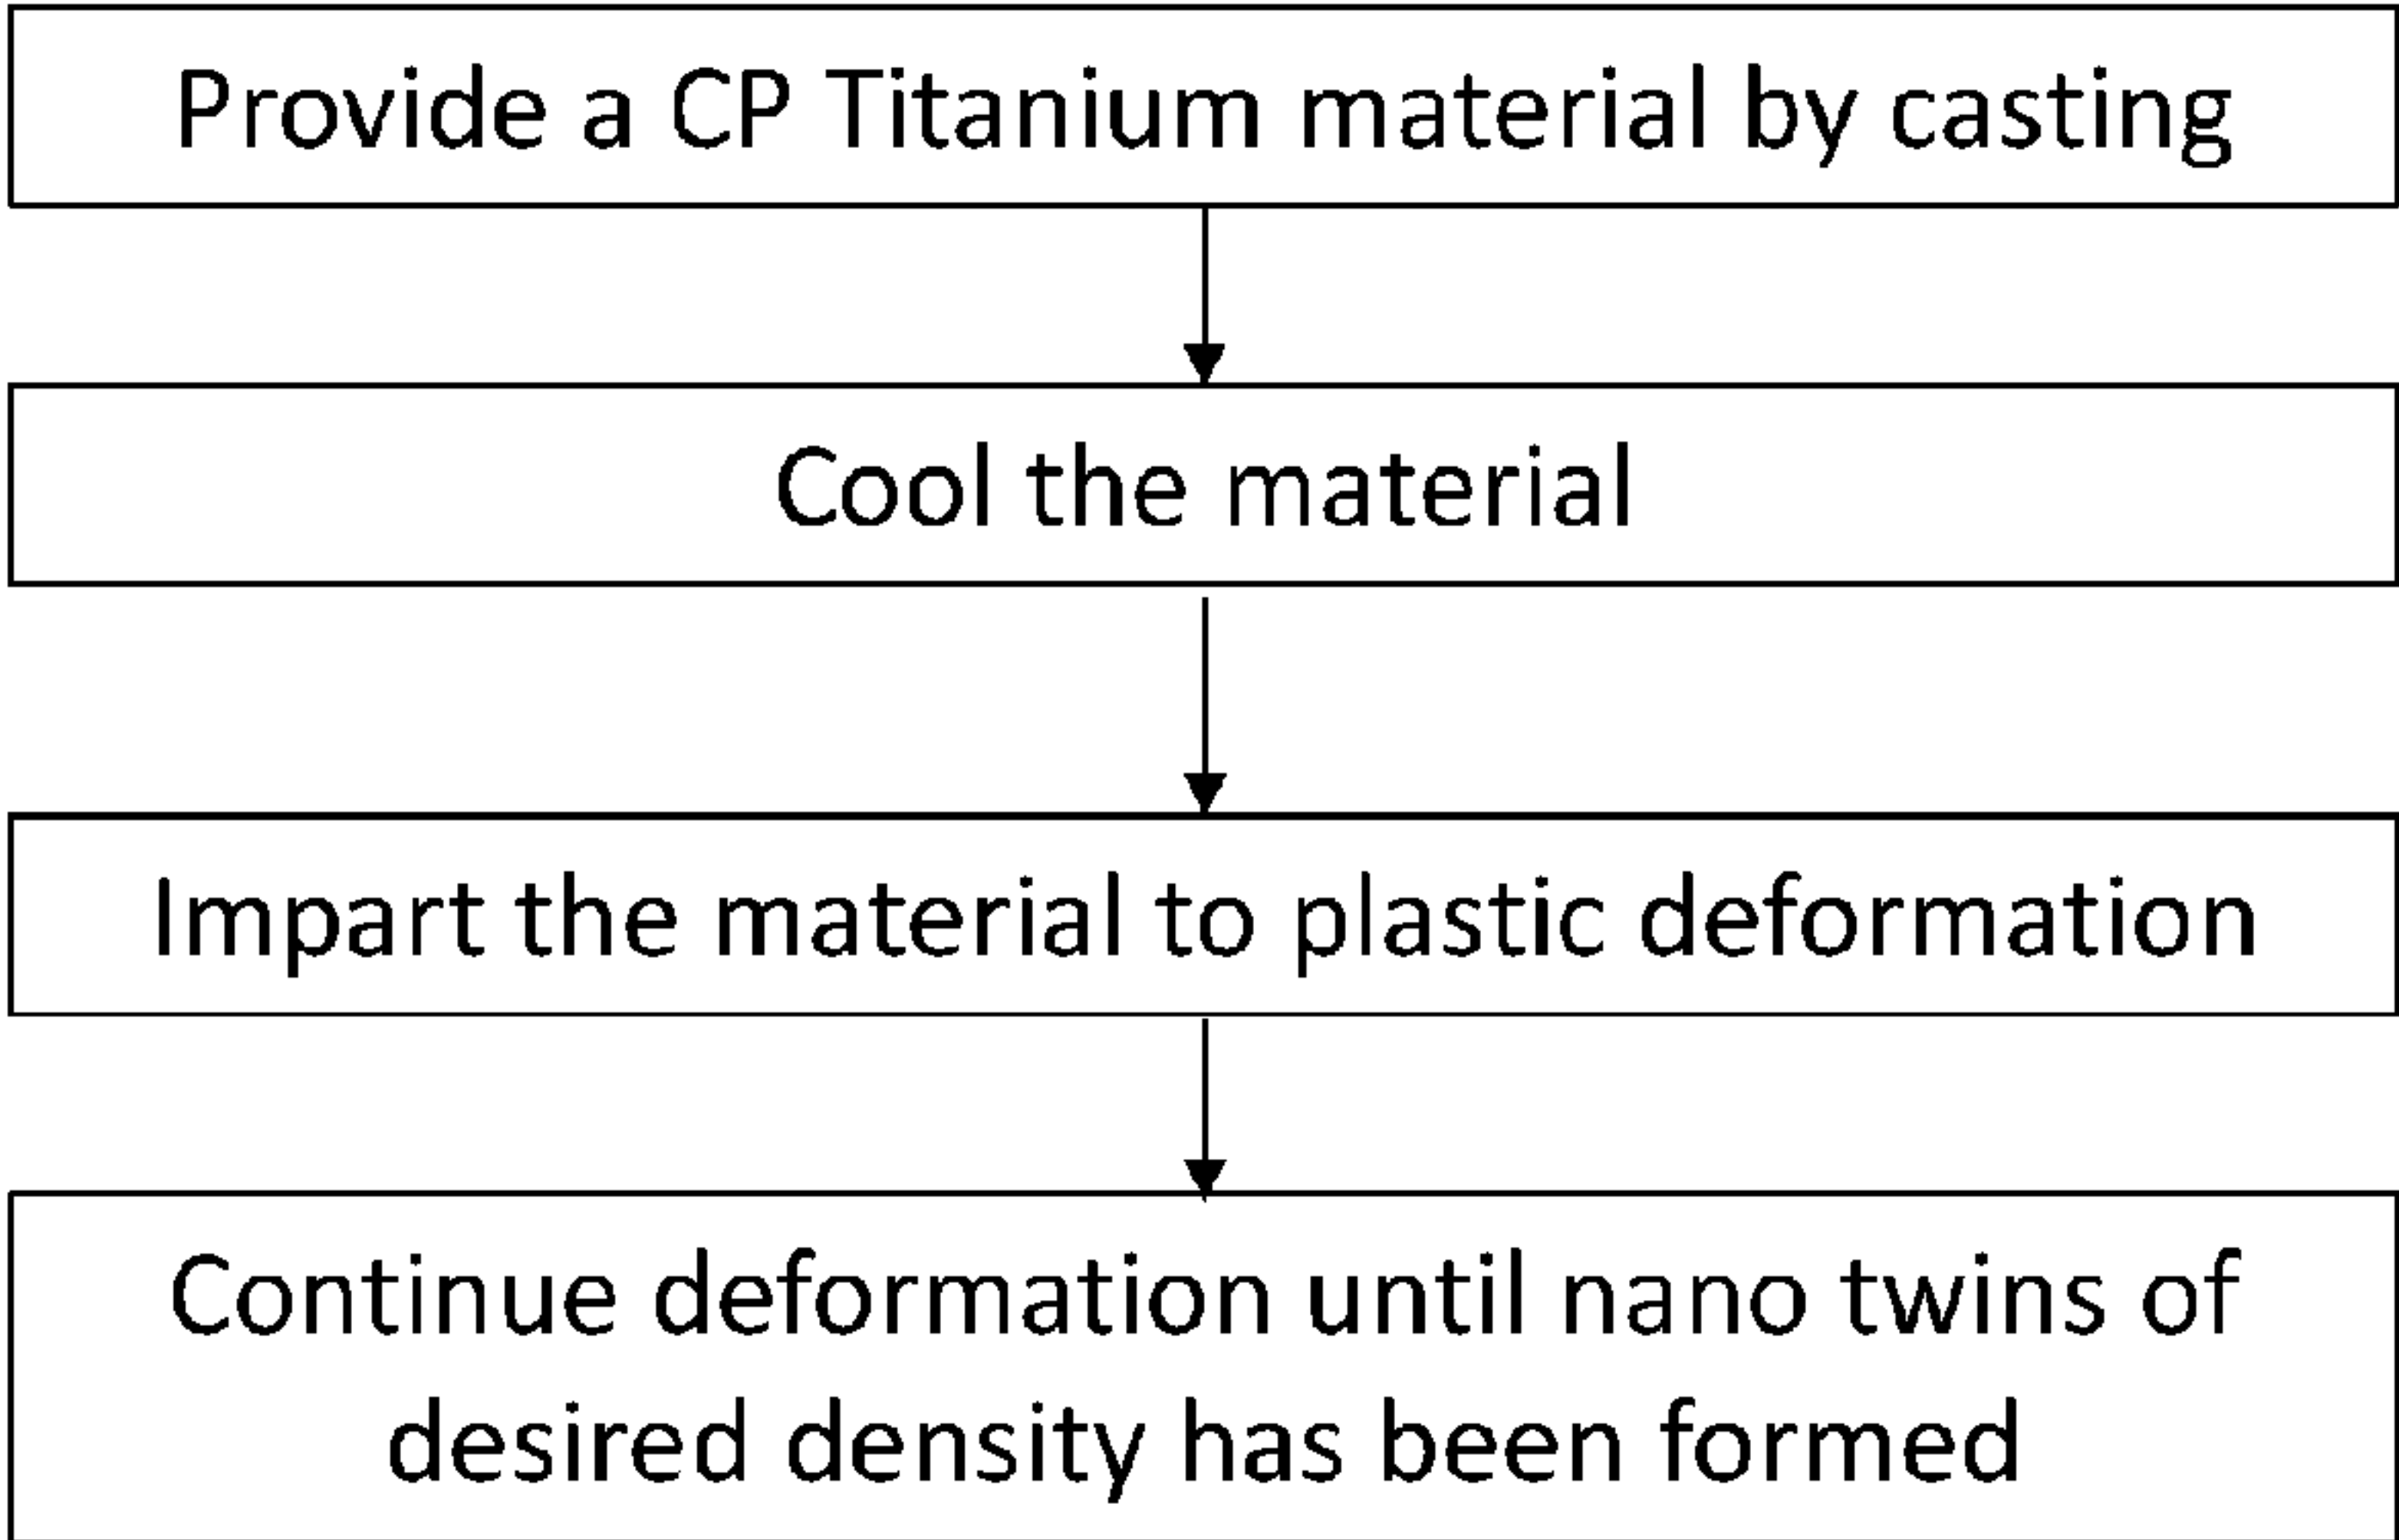 Provide a CP Titanium material by casting
Cool the material
Impart the material to plastic deformation
Continue deformation until nano twins of
desired density has been formed